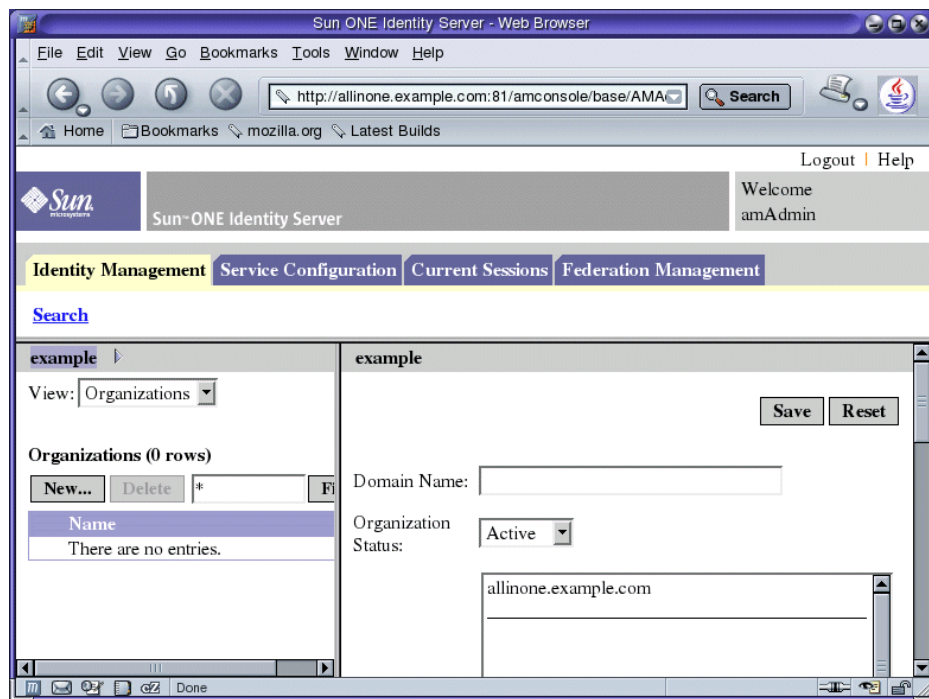 Sun ONE Identity Server - Web Browser
File Edit View Go Bookmarks Tools Window Help
http://allinone.example.com:81/amconsole/base/AMA
Search
Home Bookmarks mozilla.org Latest Builds
Logout | Help
Sun
microsystems
Sun™ ONE Identity Server
Welcome
amAdmin
Identity Management Service Configuration Current Sessions Federation Management
Search
example
View: Organizations
Organizations (0 rows)
New... Delete * Fi
Name
There are no entries.
example
Save Reset
Domain Name:
Organization
Status:
Active
allinone.example.com
Done